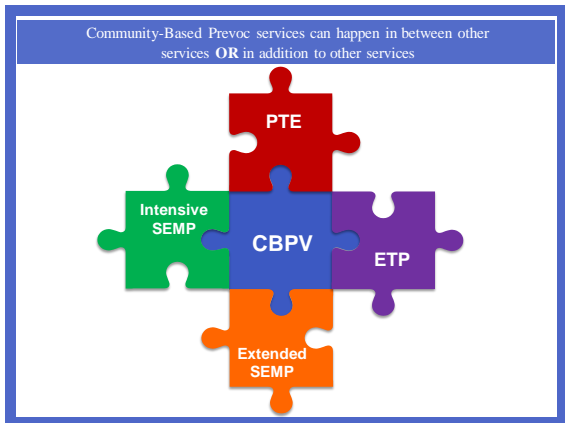 Community-Based Prevoc services can happen in between other
services OR in addition to other services
PTE
Intensive
SEMP
CBPV
ETP
Extended
SEMP